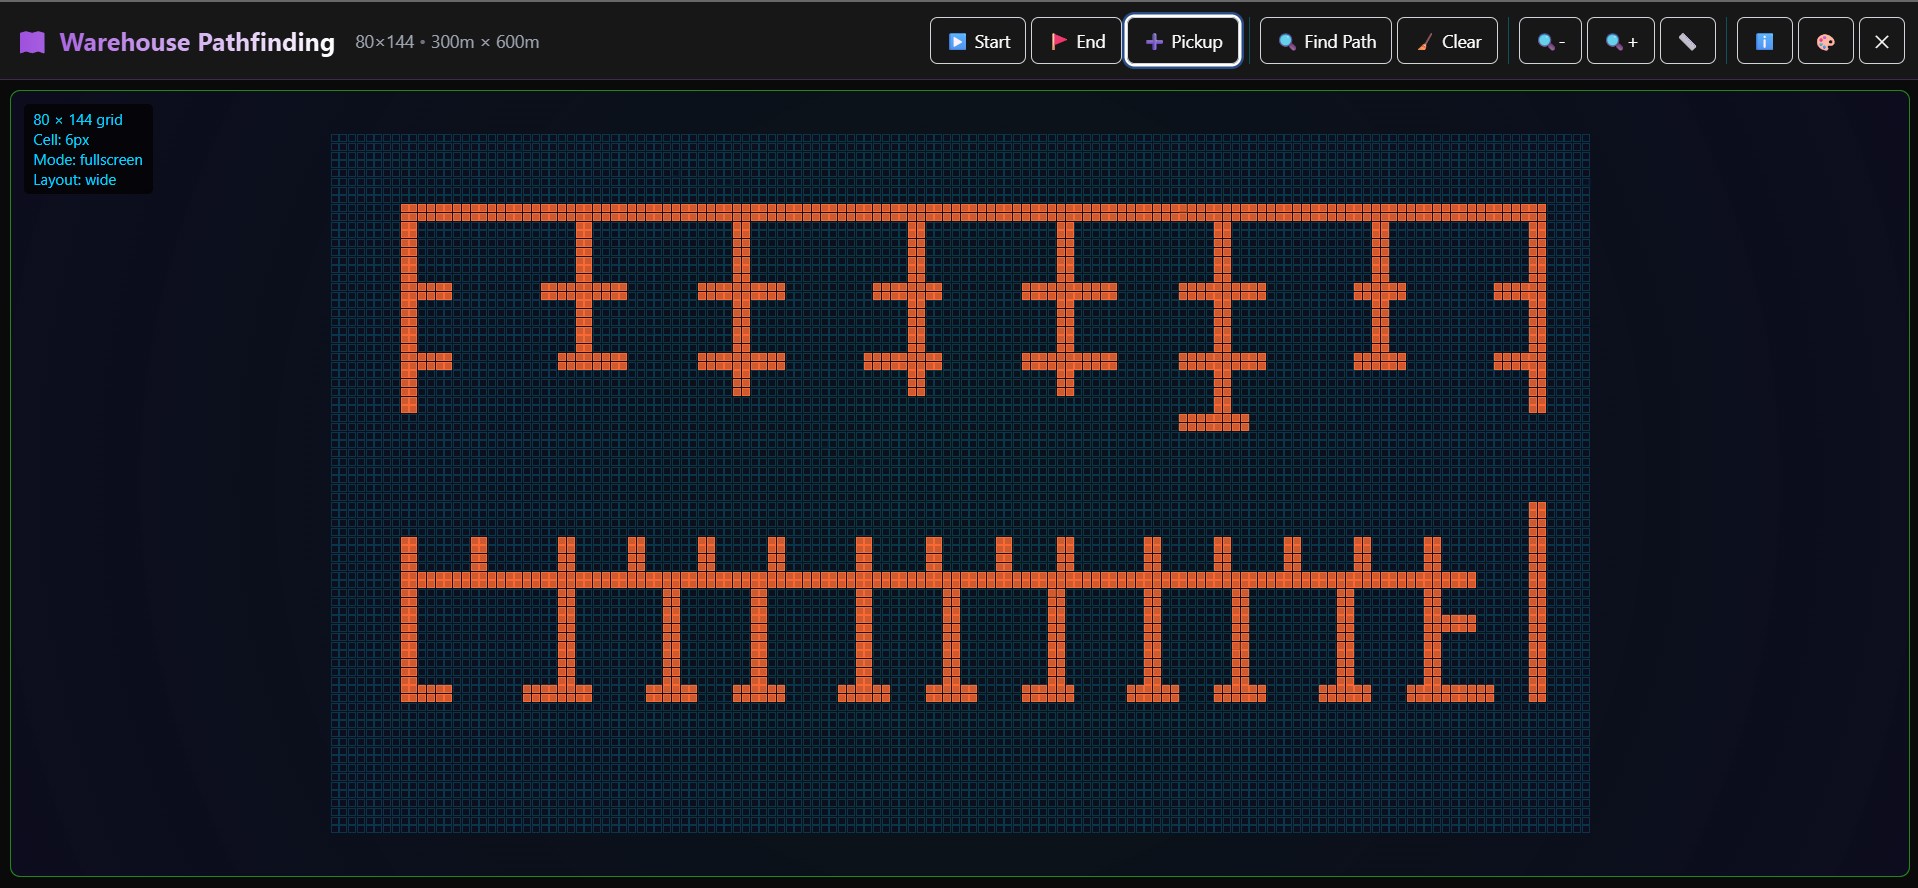 Warehouse Pathfinding 80×144 • 300m × 600m Start End Pickup Find Path Clear - +
80 × 144 grid
Cell: 6px
Mode: fullscreen
Layout: wide